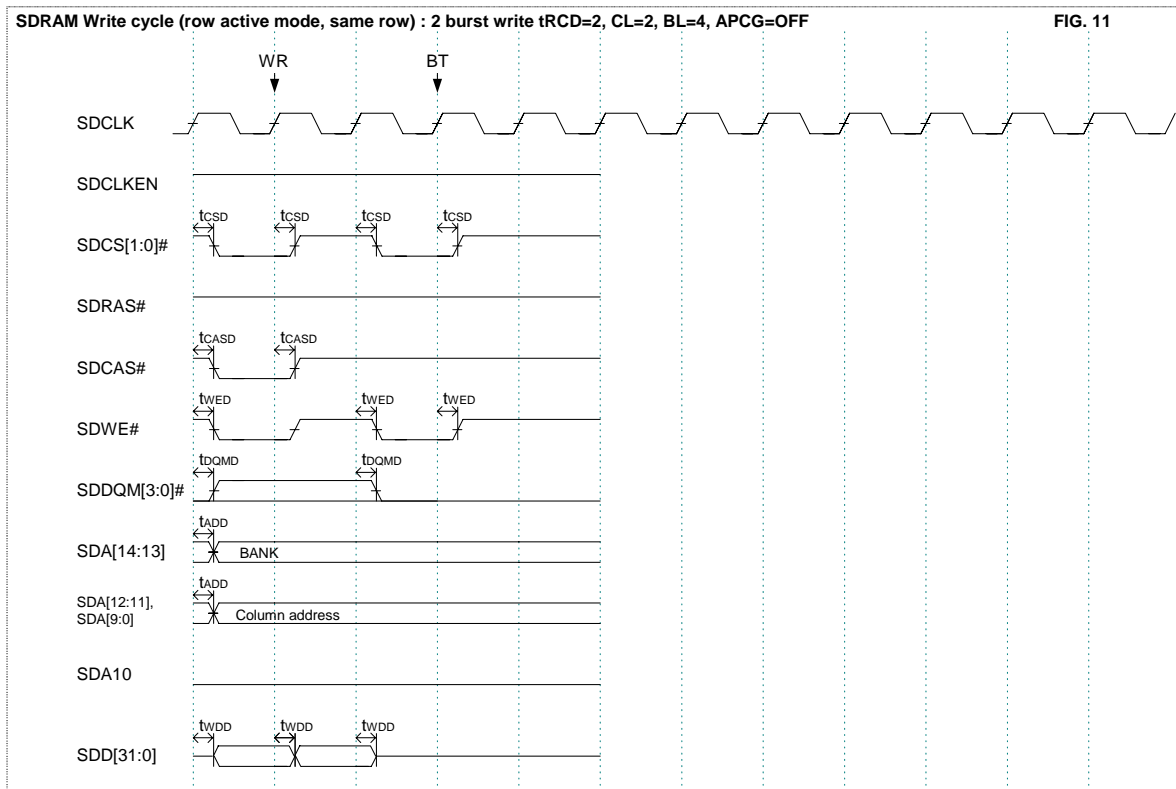 SDRAM Write cycle (row active mode, same row) : 2 burst write tRCD=2, CL=2, BL=4, APCG=OFF FIG. 11
WR BT
SDCLK
SDCLKEN
tCSD tCSD tCSD tCSD
SDCS[1:0]#
SDRAS#
tCASD tCASD
SDCAS#
tWED tWED tWED
SDWE#
tDQMD tDQMD
SDDQM[3:0]#
tADD
SDA[14:13] BANK
tADD
SDA[12:11],
SDA[9:0] Column address
SDA10
tWDD tWDD tWDD
SDD[31:0]